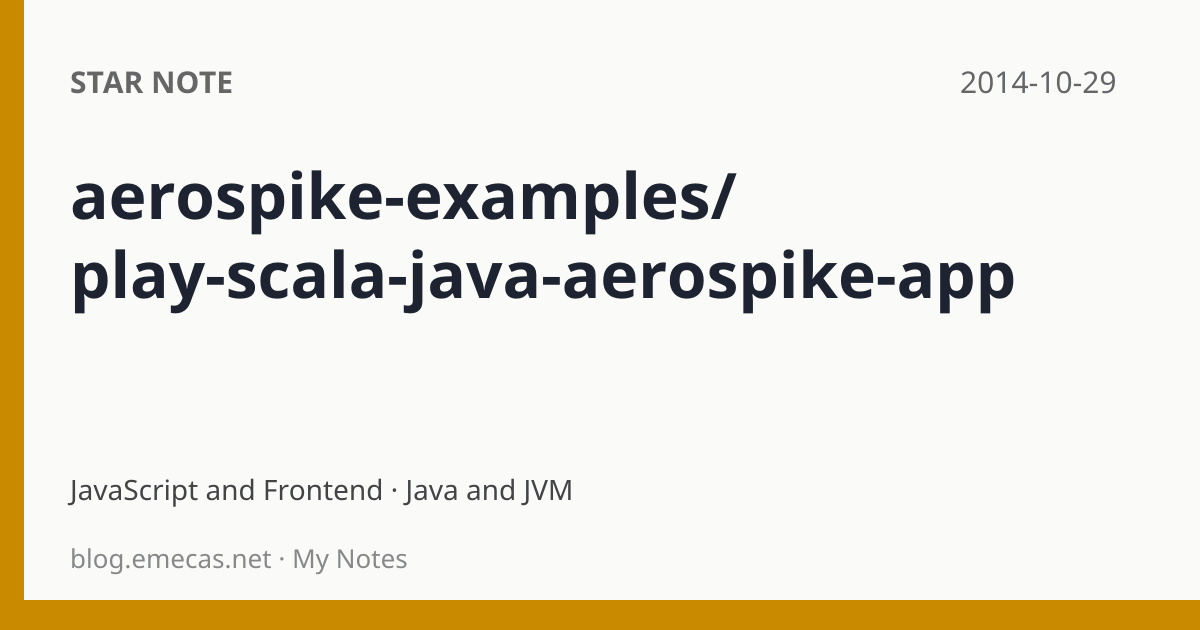 STAR NOTE
2014-10-29
aerospike-examples/
play-scala-java-aerospike-app
JavaScript and Frontend · Java and JVM
blog.emecas.net · My Notes